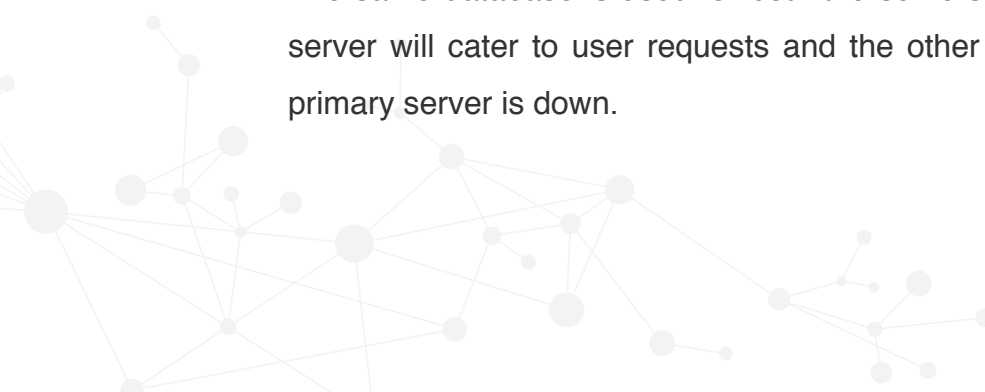 server will cater to user requests and the other
primary server is down.